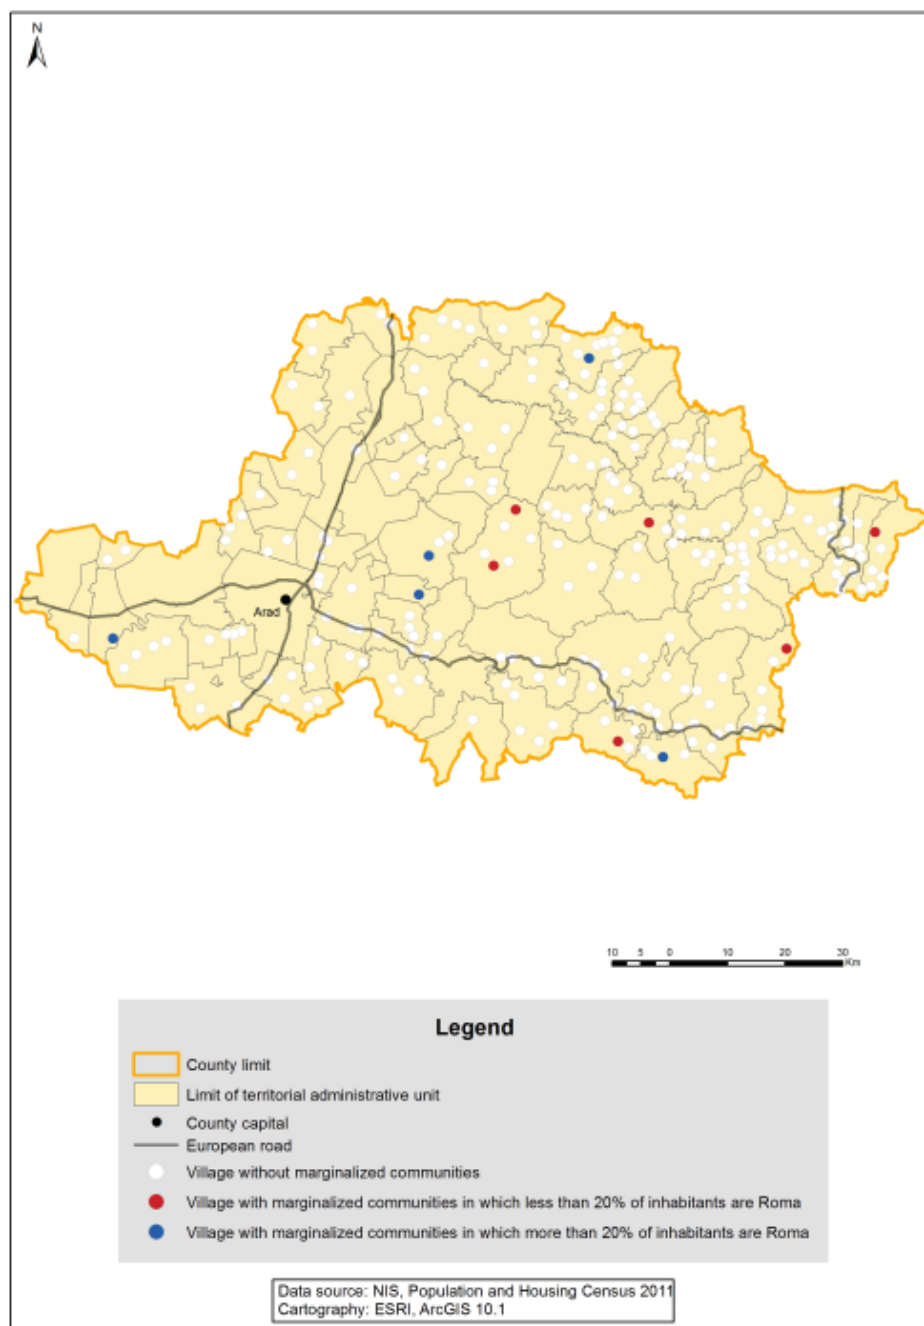 N
Arad
10 5 0 10 20 30
Km
Legend
County limit
Limit of territorial administrative unit
County capital
European road
Village without marginalized communities
Village with marginalized communities in which less than 20% of inhabitants are Roma
Village with marginalized communities in which more than 20% of inhabitants are Roma
Data source: NIS, Population and Housing Census 2011
Cartography: ESRI, ArcGIS 10.1